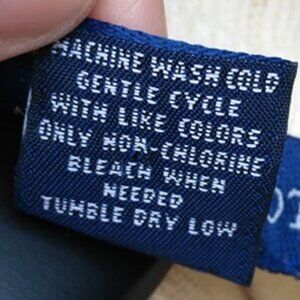 MACHINE WASH COLD
GENTLE CYCLE
WITH LIKE COLORS
ONLY NON-CHLORINE
BLEACH WHEN
NEEDED
TUMBLE DRY LOW